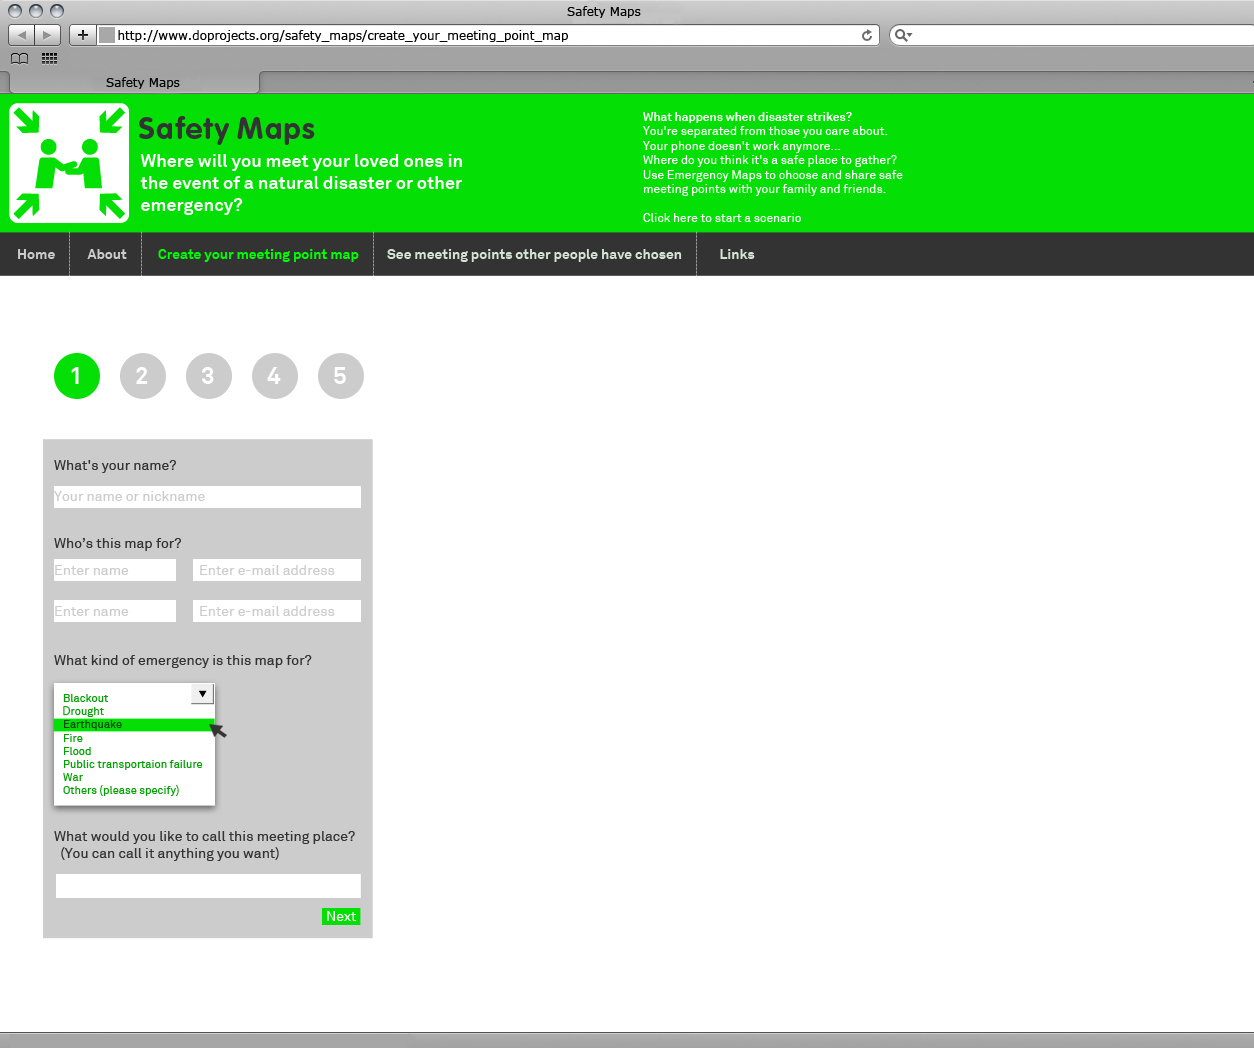 Safety Maps
http://www.doprojects.org/safety_maps/create_your_meeting_point_map
Safety Maps
Safety Maps
Where will you meet your loved ones in
the event of a natural disaster or other
emergency?
What happens when disaster strikes?
You're separated from those you care about.
Your phone doesn't work anymore...
Where do you think it's a safe place to gather?
Use Emergency Maps to choose and share safe
meeting points with your family and friends.
Click here to start a scenario
Home
About
Create your meeting point map
See meeting points other people have chosen
Links
1
2
3
4
5
What's your name?
Your name or nickname
Who's this map for?
Enter name
Enter e-mail address
Enter name
Enter e-mail address
What kind of emergency is this map for?
Blackout
Drought
Earthquake
Fire
Flood
Public transportaion failure
War
Others (please specify)
What would you like to call this meeting place?
(You can call it anything you want)
Next